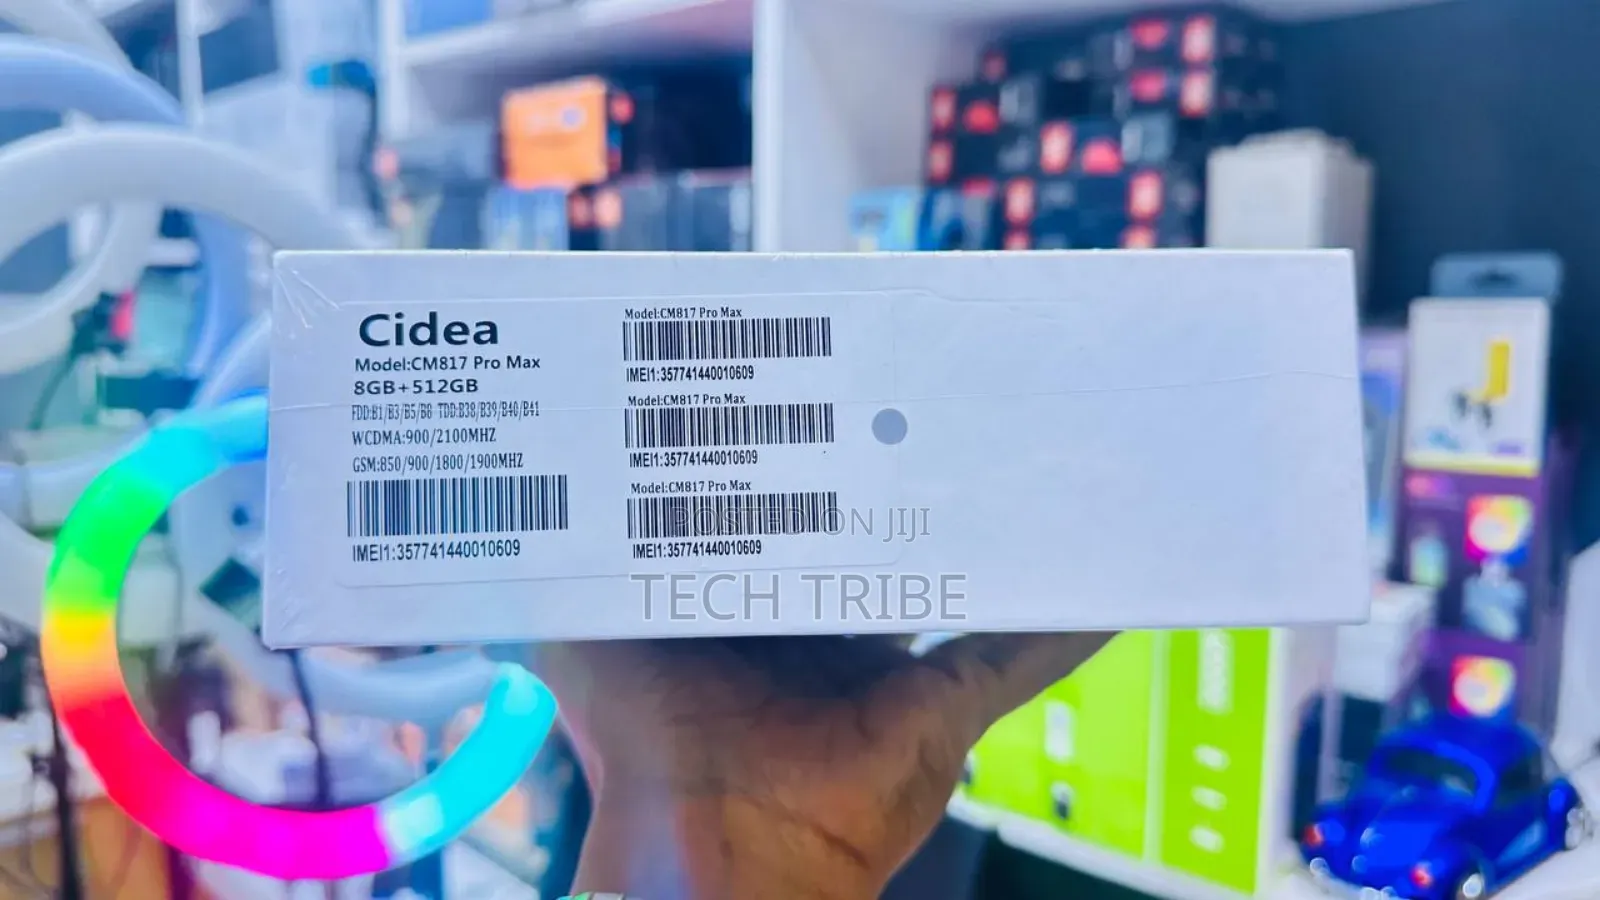 Cidea
Model:CM817 Pro Max
8GB+512GB
FDD:B1/B3/B5/B8 TDD:B38/B39/B40/B41
WCDMA:900/2100MHZ
GSM:850/900/1800/1900MHZ
IMEI1:357741440010609
Model:CM817 Pro Max
IMEI1:357741440010609
Model:CM817 Pro Max
IMEI1:357741440010609
Model:CM817 Pro Max
IMEI1:357741440010609
POSTED ON JIJI
TECH TRIBE